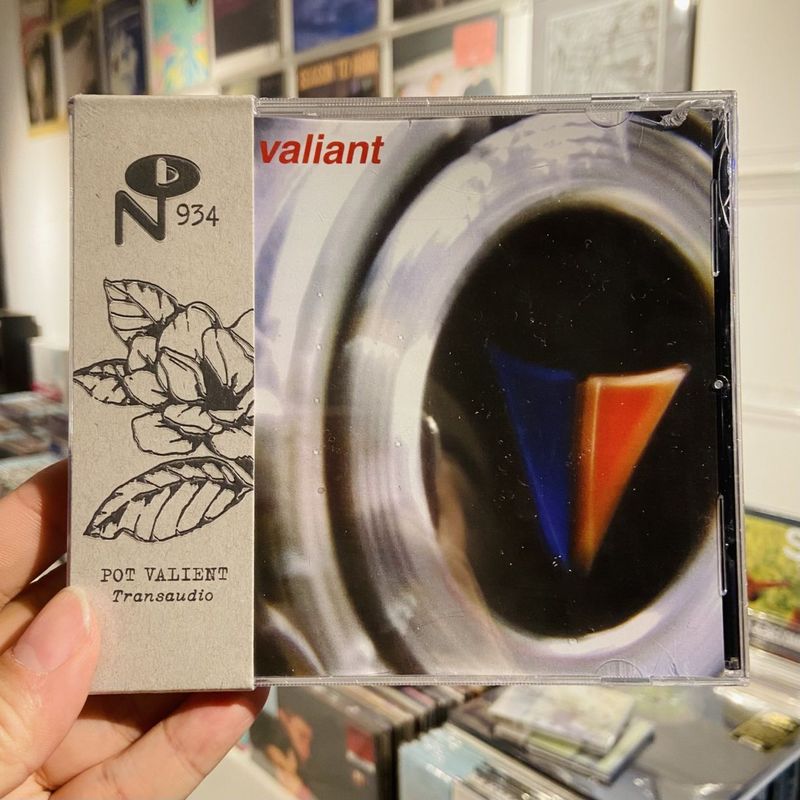 N 934
valiant
POT VALIENT
Transaudio